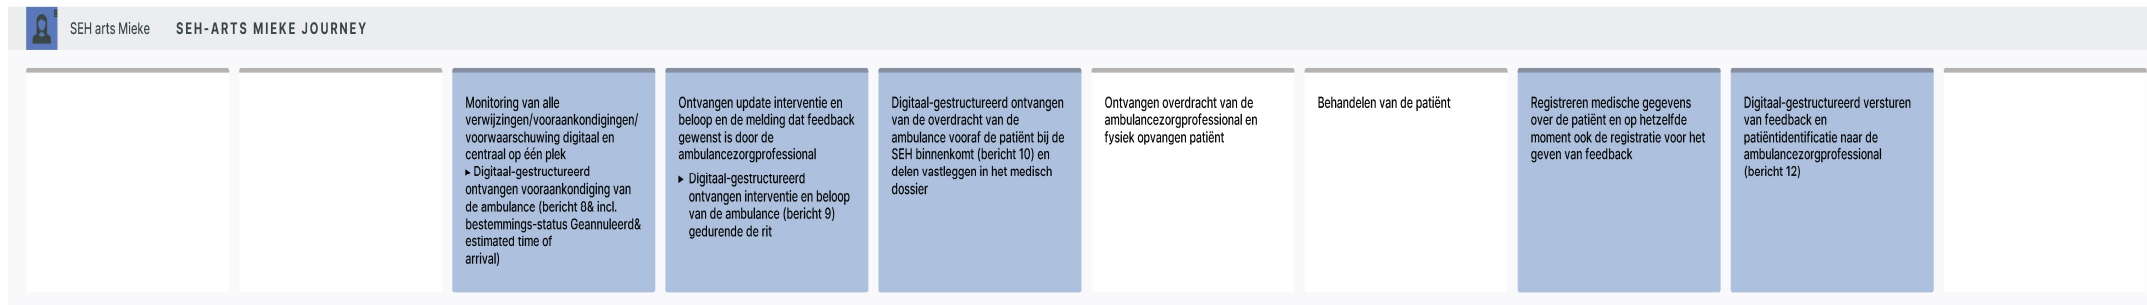 SEH arts Mieke
SEH-ARTS MIEKE JOURNEY
Monitoring van alle
verwijzingen/vooraankondigingen/
voorwaarschuwing digitaal en
centraal op één plek
▸ Digitaal-gestructureerd
ontvangen vooraankondiging van
de ambulance (bericht 8& incl.
bestemmings-status Geannuleerd&
estimated time of
arrival)
Ontvangen update interventie en
beloop en de melding dat feedback
gewenst is door de
ambulancezorgprofessional
▸ Digitaal-gestructureerd
ontvangen interventie en beloop
van de ambulance (bericht 9)
gedurende de rit
Digitaal-gestructureerd ontvangen
van de overdracht van de
ambulance vooraf de patiënt bij de
SEH binnenkomt (bericht 10) en
delen vastleggen in het medisch
dossier
Ontvangen overdracht van de
ambulancezorgprofessional en
fysiek opvangen patiënt
Behandelen van de patiënt
Registreren medische gegevens
over de patiënt en op hetzelfde
moment ook de registratie voor het
geven van feedback
Digitaal-gestructureerd versturen
van feedback en
patiëntidentificatie naar de
ambulancezorgprofessional
(bericht 12)